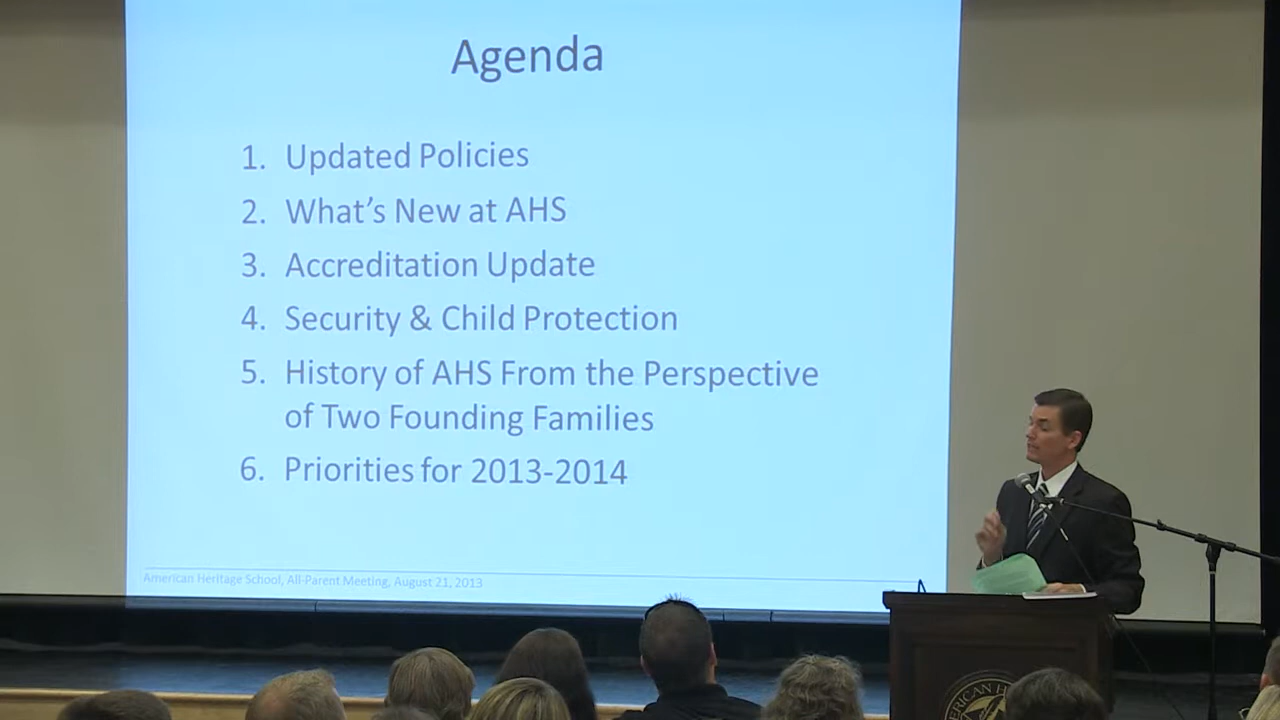 Agenda
1. Updated Policies
2. What's New at AHS
3. Accreditation Update
4. Security & Child Protection
5. History of AHS From the Perspective
of Two Founding Families
6. Priorities for 2013-2014
American Heritage School, All-Parent Meeting, August 21, 2013